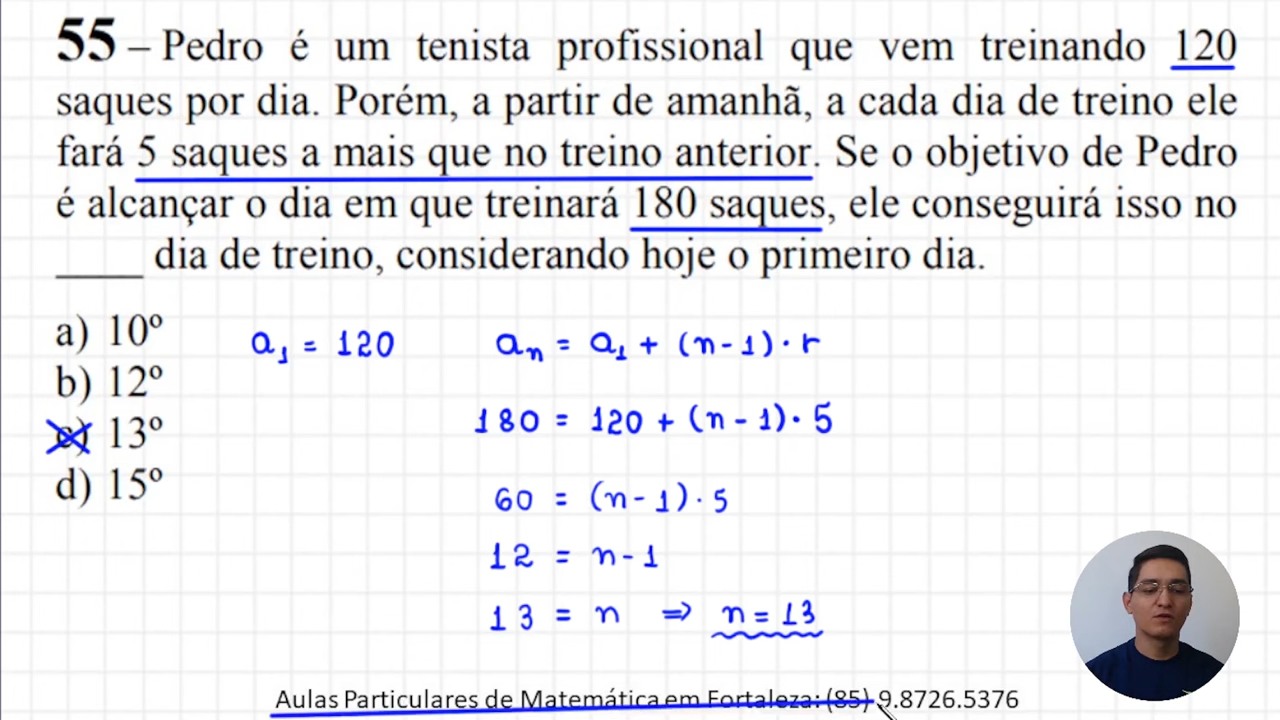 55 – Pedro é um tenista profissional que vem treinando 120
saques por dia. Porém, a partir de amanhã, a cada dia de treino ele
fará 5 saques a mais que no treino anterior. Se o objetivo de Pedro
é alcançar o dia em que treinará 180 saques, ele conseguirá isso no
____ dia de treino, considerando hoje o primeiro dia.
a) 10º
b) 12º
c) 13º
d) 15º
a₁ = 120
aₙ = a₁ + (n-1)·r
180 = 120 + (n-1)·5
60 = (n-1)·5
12 = n-1
13 = n ⇒ n = 13
Aulas Particulares de Matemática em Fortaleza: (85) 9.8726.5376